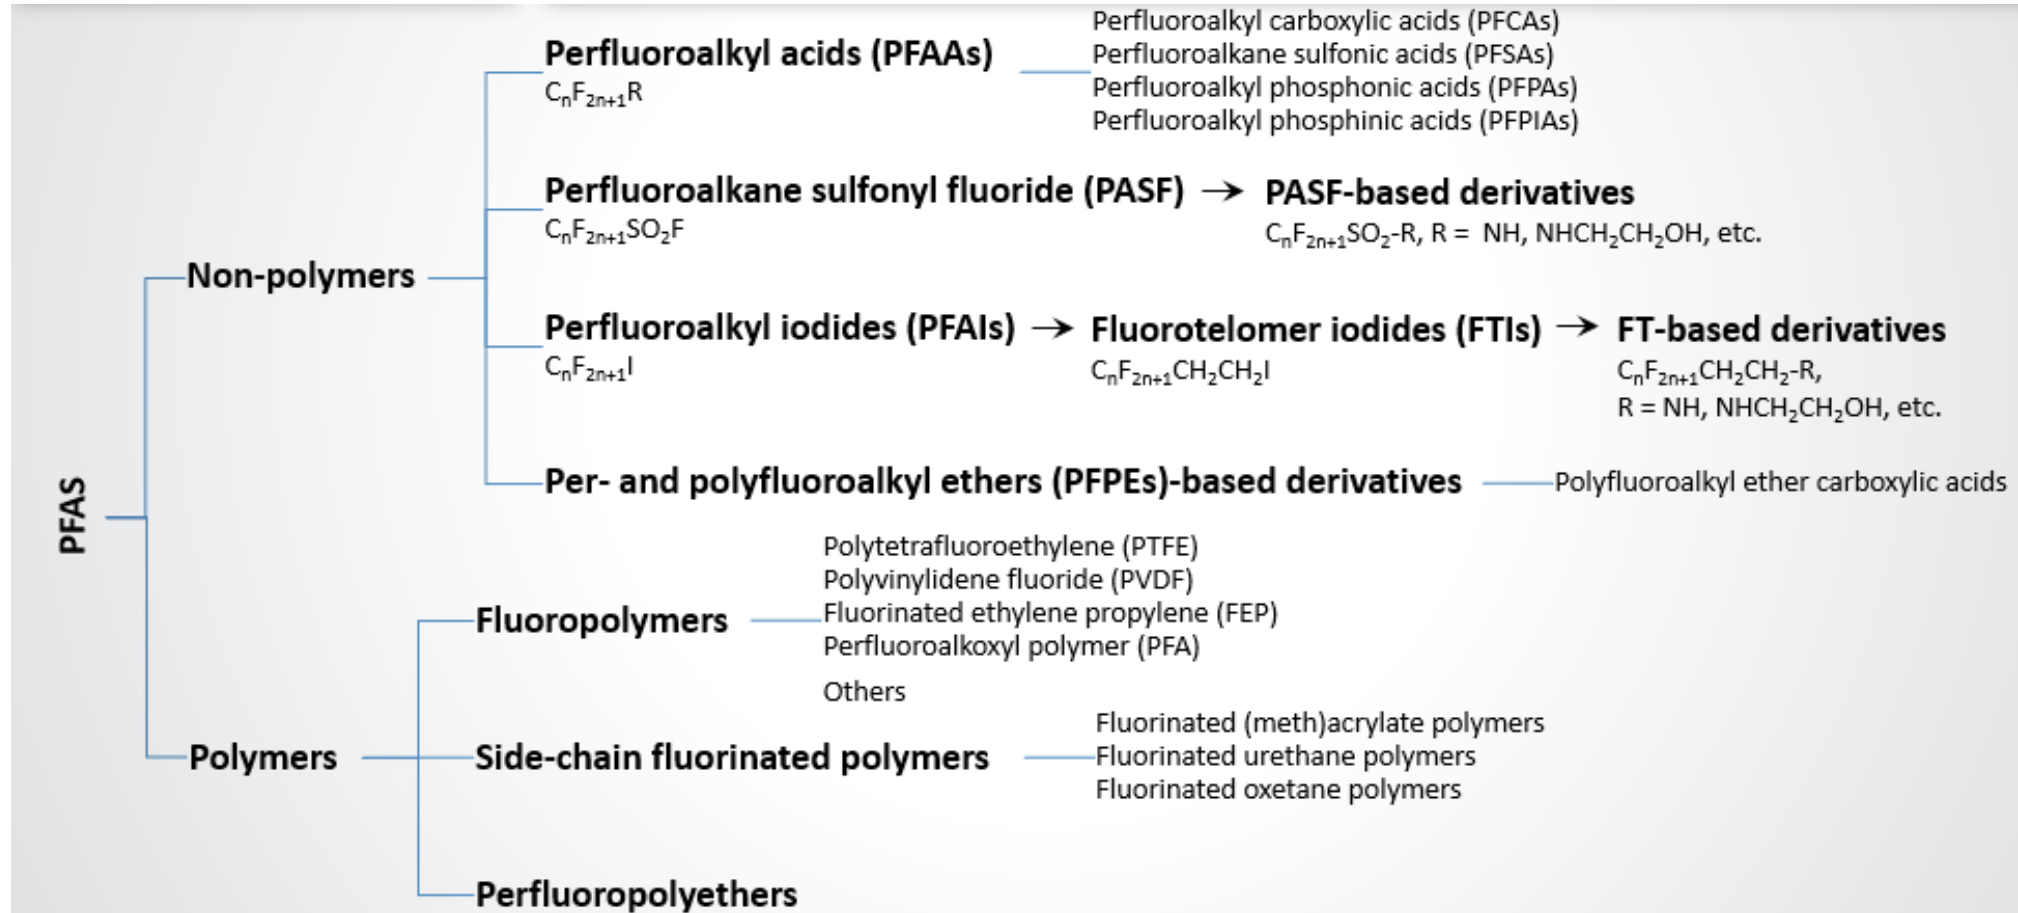 PFAS
Non-polymers
Perfluoroalkyl acids (PFAAs)
CₙF₂ₙ₊₁R
Perfluoroalkyl carboxylic acids (PFCAs)
Perfluoroalkane sulfonic acids (PFSAs)
Perfluoroalkyl phosphonic acids (PFPAs)
Perfluoroalkyl phosphinic acids (PFPIAs)
Perfluoroalkane sulfonyl fluoride (PASF) → PASF-based derivatives
CₙF₂ₙ₊₁SO₂F
CₙF₂ₙ₊₁SO₂-R, R = NH, NHCH₂CH₂OH, etc.
Perfluoroalkyl iodides (PFAIs) → Fluorotelomer iodides (FTIs) → FT-based derivatives
CₙF₂ₙ₊₁I
CₙF₂ₙ₊₁CH₂CH₂I
CₙF₂ₙ₊₁CH₂CH₂-R,
R = NH, NHCH₂CH₂OH, etc.
Per- and polyfluoroalkyl ethers (PFPEs)-based derivatives
Polyfluoroalkyl ether carboxylic acids
Polymers
Fluoropolymers
Polytetrafluoroethylene (PTFE)
Polyvinylidene fluoride (PVDF)
Fluorinated ethylene propylene (FEP)
Perfluoroalkoxyl polymer (PFA)
Others
Side-chain fluorinated polymers
Fluorinated (meth)acrylate polymers
Fluorinated urethane polymers
Fluorinated oxetane polymers
Perfluoropolyethers